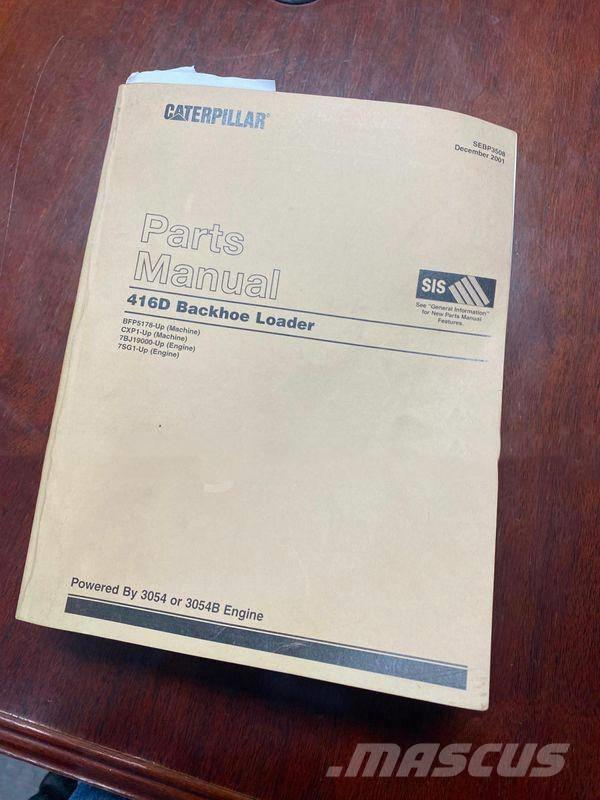 CATERPILLAR®
SEBP3508
December 2001
Parts
Manual
SIS
See "General Information"
for New Parts Manual
Features.
416D Backhoe Loader
BFP5178-Up (Machine)
CXP1-Up (Machine)
7BJ19000-Up (Engine)
7SG1-Up (Engine)
Powered By 3054 or 3054B Engine
mascus